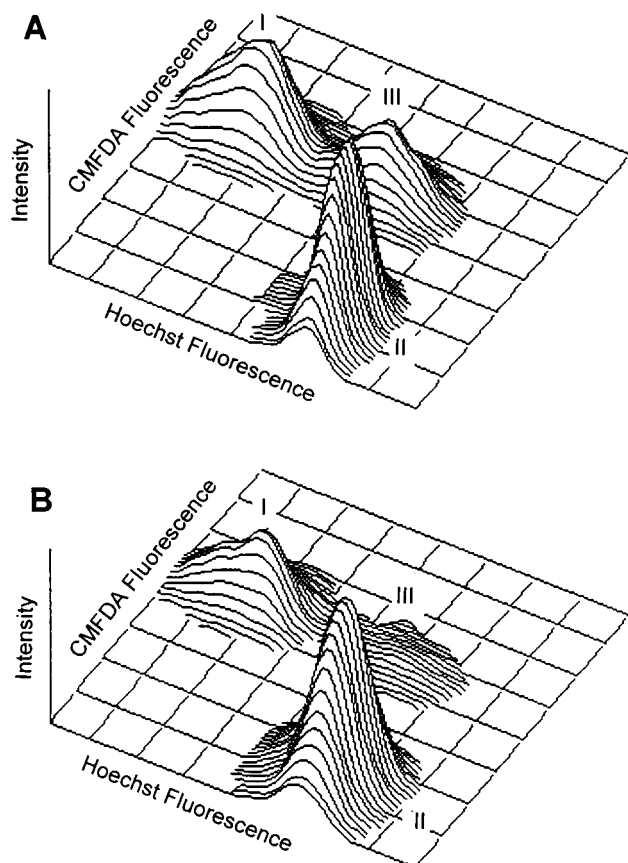 A
I
III
CMFDA Fluorescence
Intensity
Hoechst Fluorescence
II
B
I
III
CMFDA Fluorescence
Intensity
Hoechst Fluorescence
II